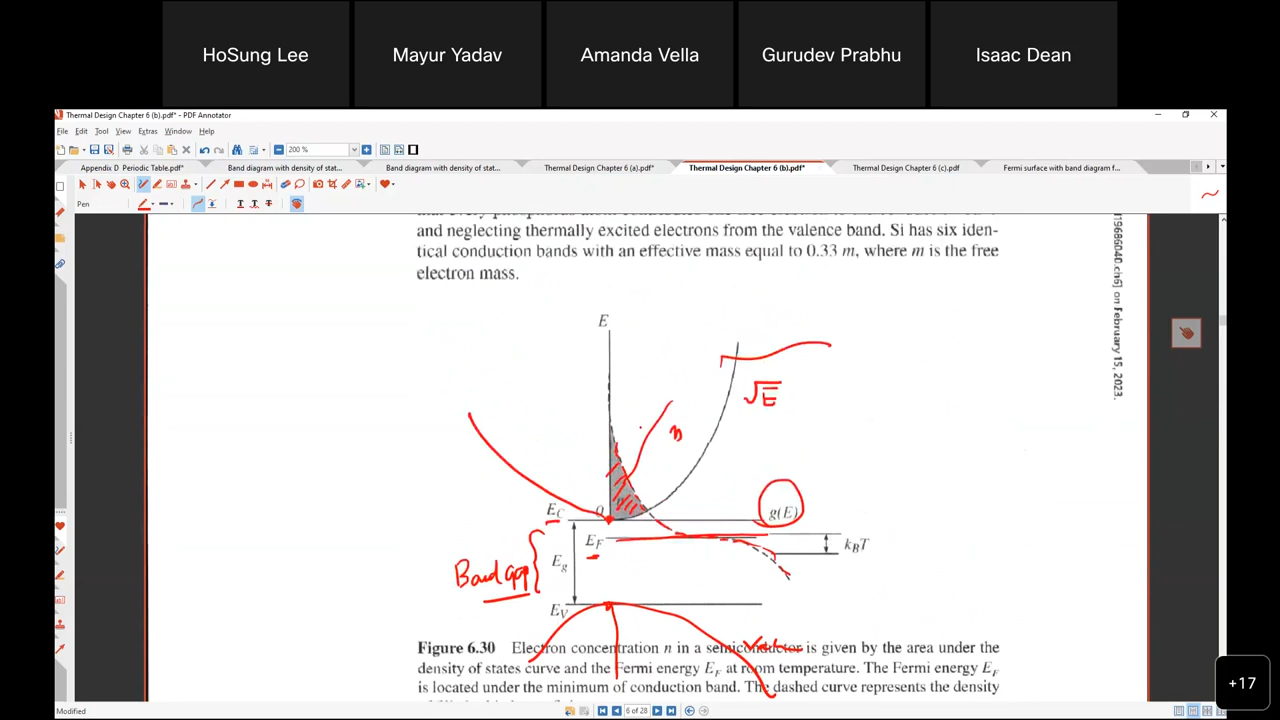 HoSung Lee
Mayur Yadav
Amanda Vella
Gurudev Prabhu
Isaac Dean
Thermal Design Chapter 6 (b).pdf* - PDF Annotator
File Edit Tool View Extras Window Help
200 %
Appendix D Periodic Table.pdf*
Band diagram with density of stat...
Band diagram with density of stat...
Thermal Design Chapter 6 (a).pdf*
Thermal Design Chapter 6 (b).pdf*
Thermal Design Chapter 6 (c).pdf
Fermi surface with band diagram f...
Pen
and neglecting thermally excited electrons from the valence band. Si has six iden-
tical conduction bands with an effective mass equal to 0.33 m, where m is the free
electron mass.
19686040.ch6] on February 15, 2023.
E
√E
n
E_C
0
g(E)
E_F
k_BT
E_g
Band gap
E_V
Figure 6.30 Electron concentration n in a semiconductor is given by the area under the
density of states curve and the Fermi energy E_F at room temperature. The Fermi energy E_F
is located under the minimum of conduction band. The dashed curve represents the density
+17
Modified
6 of 28